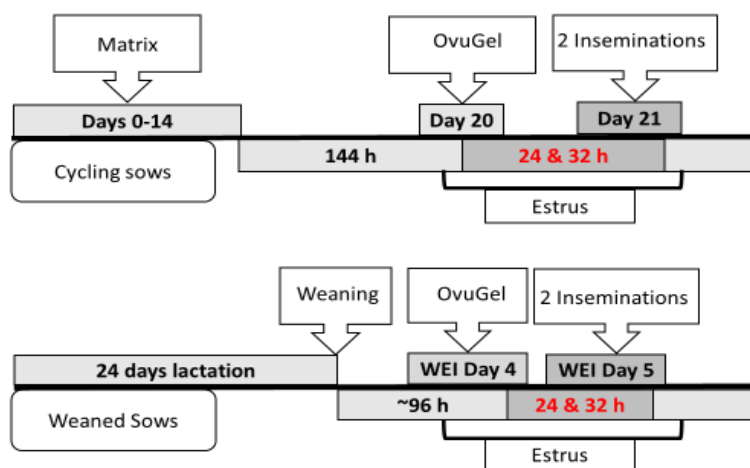 Matrix
OvuGel
2 Inseminations
Days 0-14
Day 20
Day 21
Cycling sows
144 h
24 & 32 h
Estrus
Weaning
OvuGel
2 Inseminations
24 days lactation
WEI Day 4
WEI Day 5
Weaned Sows
~96 h
24 & 32 h
Estrus